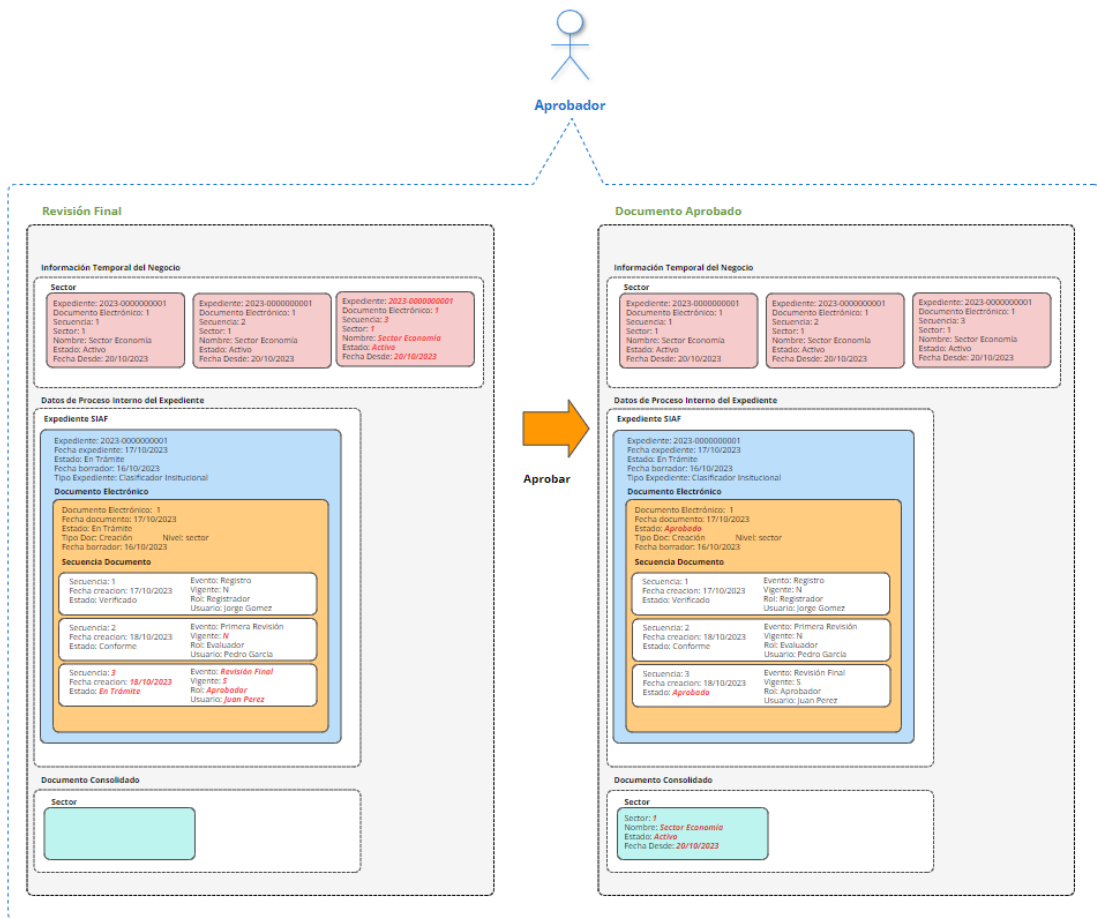 Aprobador
Revisión Final
Información Temporal del Negocio
Sector
Expediente: 2023-0000000001
Documento Electrónico: 1
Secuencia: 1
Sector: 1
Nombre: Sector Economía
Estado: Activo
Fecha Desde: 20/10/2023
Expediente: 2023-0000000001
Documento Electrónico: 1
Secuencia: 2
Sector: 1
Nombre: Sector Economía
Estado: Activo
Fecha Desde: 20/10/2023
Expediente: 2023-0000000001
Documento Electrónico: 1
Secuencia: 3
Sector: 1
Nombre: Sector Economía
Estado: Activo
Fecha Desde: 20/10/2023
Datos de Proceso Interno del Expediente
Expediente SIAF
Expediente: 2023-0000000001
Fecha expediente: 17/10/2023
Estado: En Trámite
Fecha borrador: 16/10/2023
Tipo Expediente: Clasificador Insitucional
Documento Electrónico
Documento Electrónico: 1
Fecha documento: 17/10/2023
Estado: En Trámite
Tipo Doc: Creación Nivel: sector
Fecha borrador: 16/10/2023
Secuencia Documento
Secuencia: 1
Fecha creacion: 17/10/2023
Estado: Verificado
Evento: Registro
Vigente: N
Rol: Registrador
Usuario: Jorge Gomez
Secuencia: 2
Fecha creacion: 18/10/2023
Estado: Conforme
Evento: Primera Revisión
Vigente: N
Rol: Evaluador
Usuario: Pedro García
Secuencia: 3
Fecha creacion: 18/10/2023
Estado: En Trámite
Evento: Revisión Final
Vigente: S
Rol: Aprobador
Usuario: Juan Perez
Documento Consolidado
Sector
Aprobar
Documento Aprobado
Información Temporal del Negocio
Sector
Expediente: 2023-0000000001
Documento Electrónico: 1
Secuencia: 1
Sector: 1
Nombre: Sector Economía
Estado: Activo
Fecha Desde: 20/10/2023
Expediente: 2023-0000000001
Documento Electrónico: 1
Secuencia: 2
Sector: 1
Nombre: Sector Economía
Estado: Activo
Fecha Desde: 20/10/2023
Expediente: 2023-0000000001
Documento Electrónico: 1
Secuencia: 3
Sector: 1
Nombre: Sector Economía
Estado: Activo
Fecha Desde: 20/10/2023
Datos de Proceso Interno del Expediente
Expediente SIAF
Expediente: 2023-0000000001
Fecha expediente: 17/10/2023
Estado: En Trámite
Fecha borrador: 16/10/2023
Tipo Expediente: Clasificador Insitucional
Documento Electrónico
Documento Electrónico: 1
Fecha documento: 17/10/2023
Estado: Aprobado
Tipo Doc: Creación Nivel: sector
Fecha borrador: 16/10/2023
Secuencia Documento
Secuencia: 1
Fecha creacion: 17/10/2023
Estado: Verificado
Evento: Registro
Vigente: N
Rol: Registrador
Usuario: Jorge Gomez
Secuencia: 2
Fecha creacion: 18/10/2023
Estado: Conforme
Evento: Primera Revisión
Vigente: N
Rol: Evaluador
Usuario: Pedro García
Secuencia: 3
Fecha creacion: 18/10/2023
Estado: Aprobado
Evento: Revisión Final
Vigente: S
Rol: Aprobador
Usuario: Juan Perez
Documento Consolidado
Sector
Sector: 1
Nombre: Sector Economía
Estado: Activo
Fecha Desde: 20/10/2023